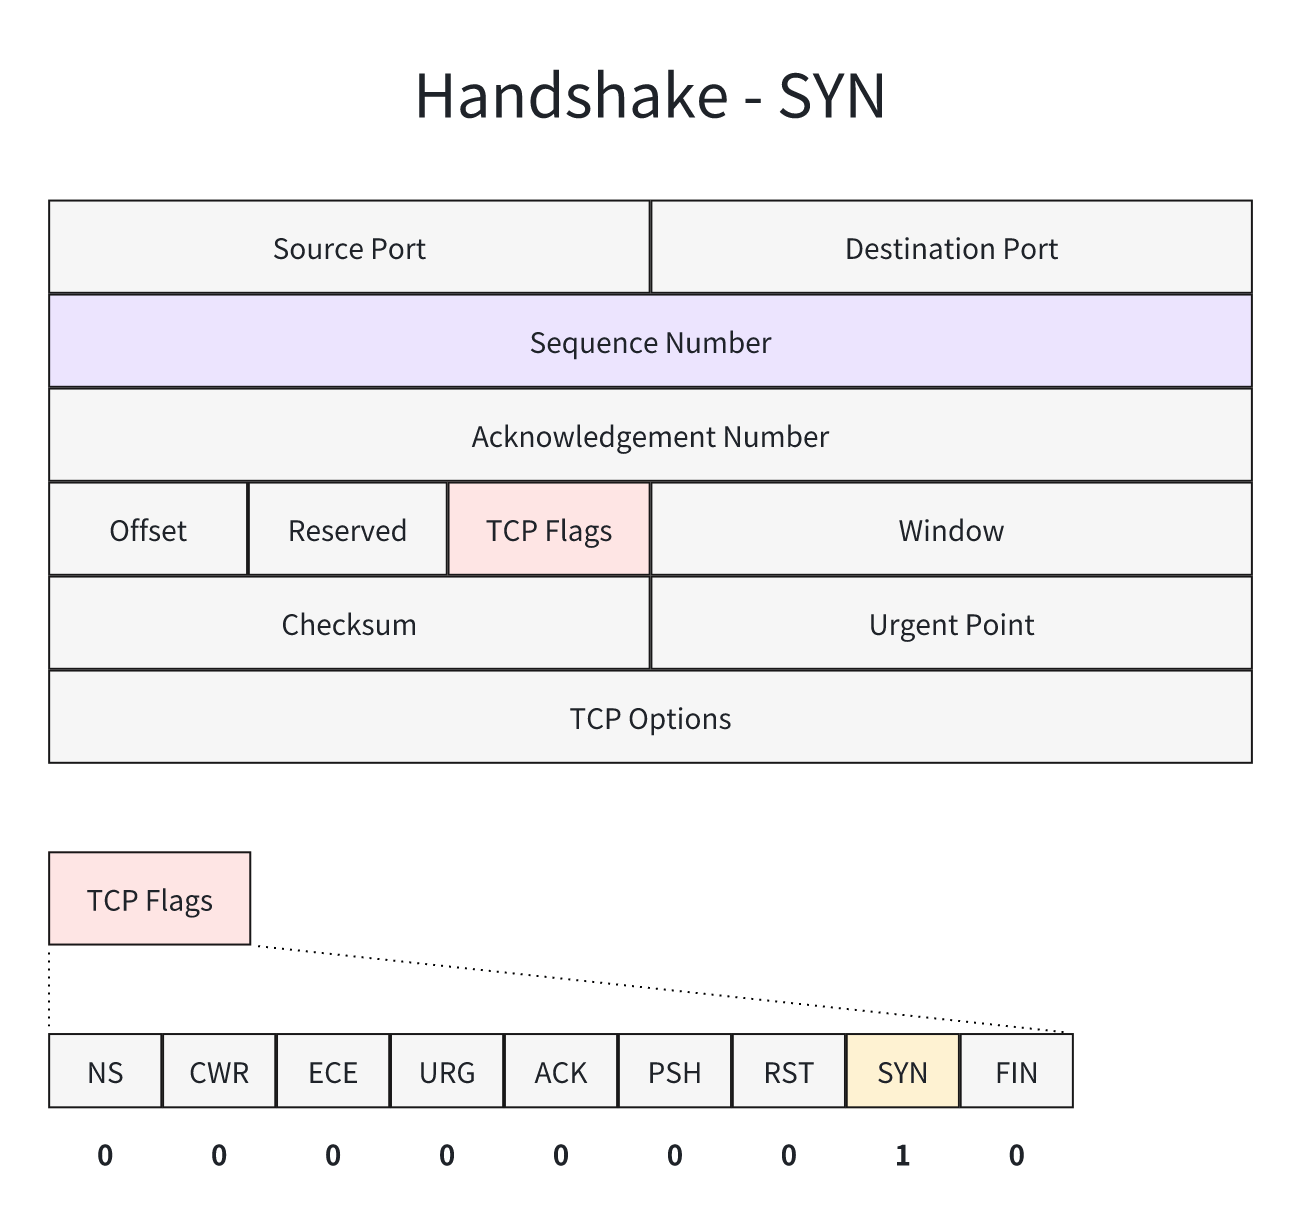 Handshake - SYN
Source Port Destination Port
Sequence Number
Acknowledgement Number
Offset Reserved TCP Flags Window
Checksum Urgent Point
TCP Options
TCP Flags
NS CWR ECE URG ACK PSH RST SYN FIN
0 0 0 0 0 0 0 1 0